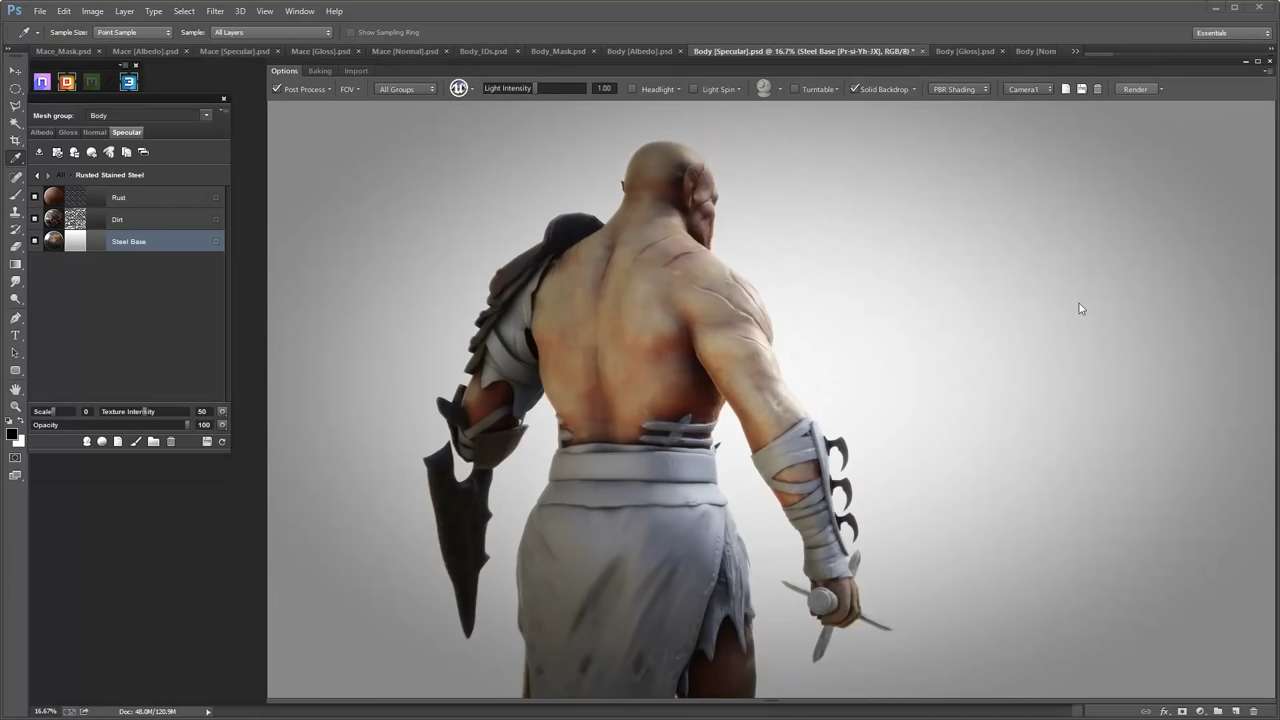 Ps File Edit Image Layer Type Select Filter 3D View Window Help
Sample Size: Point Sample Sample: All Layers Show Sampling Ring Essentials
Mace_Mask.psd × Mace [Albedo].psd × Mace [Specular].psd × Mace [Gloss].psd × Mace [Normal].psd × Body_IDs.psd × Body_Mask.psd × Body [Albedo].psd × Body [Specular].psd @ 16.7% (Steel Base [Pr-si-Yh-JX], RGB/8) * × Body [Gloss].psd × Body [Norm
Options Baking Import
n D M 3
Post Process FOV All Groups Light Intensity 1.00 Headlight Light Spin Turntable Solid Backdrop PBR Shading Camera1 Render
Mesh group: Body
Albedo Gloss Normal Specular
All Rusted Stained Steel
Rust
Dirt
Steel Base
Scale 0 Texture Intensity 50
Opacity 100
16.67% Doc: 48.0M/120.9M